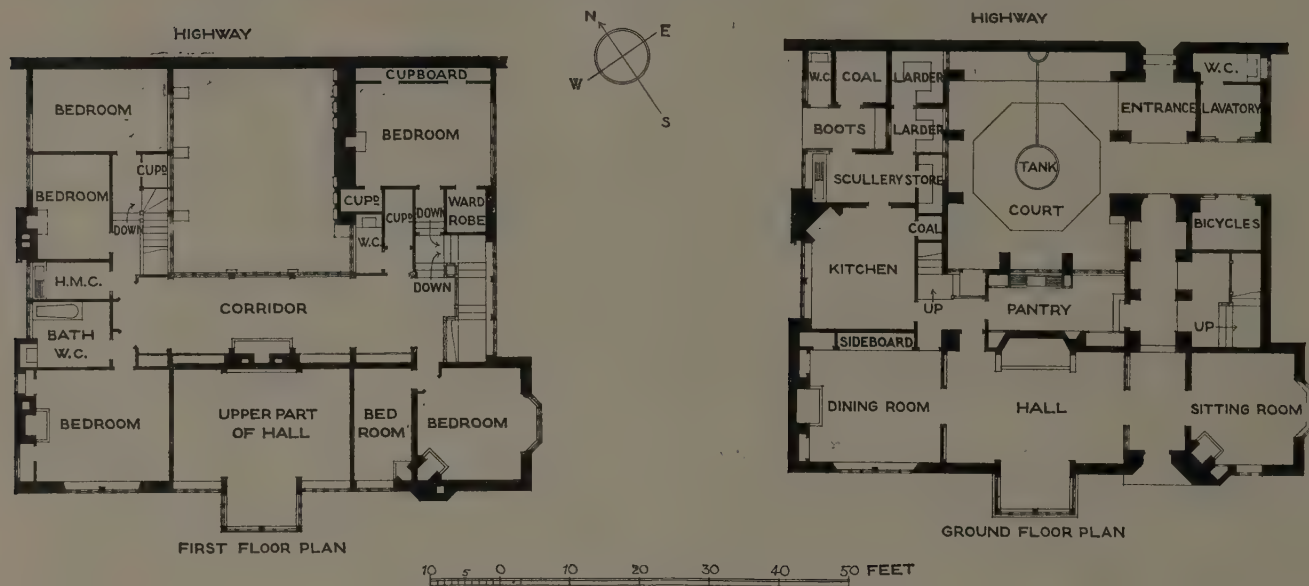 HIGHWAY
CUPBOARD
BEDROOM
BEDROOM
BEDROOM
CUPD
CUPD
CUPD
DOWN
WARD
ROBE
W.C.
DOWN
DOWN
H.M.C.
CORRIDOR
BATH
W.C.
BEDROOM
UPPER PART
OF HALL
BED
ROOM
BEDROOM
FIRST FLOOR PLAN
N
E
W
S
HIGHWAY
W.C.
COAL
LARDER
W.C.
ENTRANCE
LAVATORY
BOOTS
LARDER
SCULLERY
STORE
TANK
COURT
COAL
BICYCLES
KITCHEN
UP
PANTRY
UP
SIDEBOARD
DINING ROOM
HALL
SITTING ROOM
GROUND FLOOR PLAN
10 5 0 10 20 30 40 50 FEET